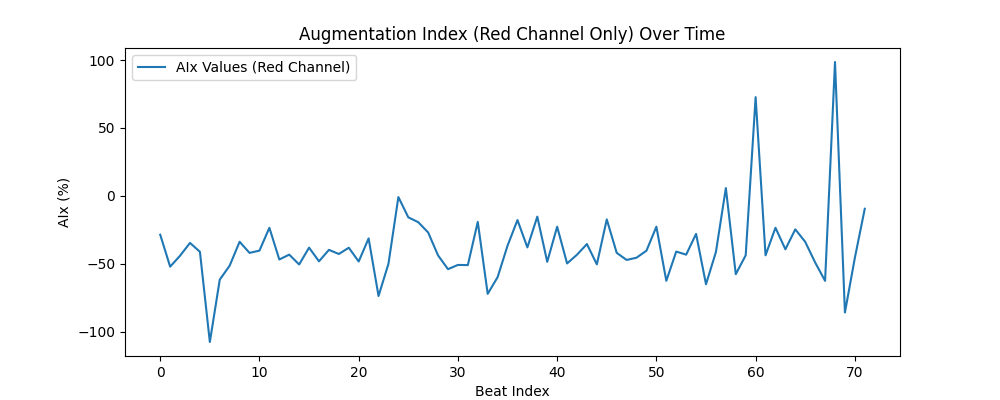 Augmentation Index (Red Channel Only) Over Time
AIx Values (Red Channel)
100
50
0
−50
−100
AIx (%)
0 10 20 30 40 50 60 70
Beat Index